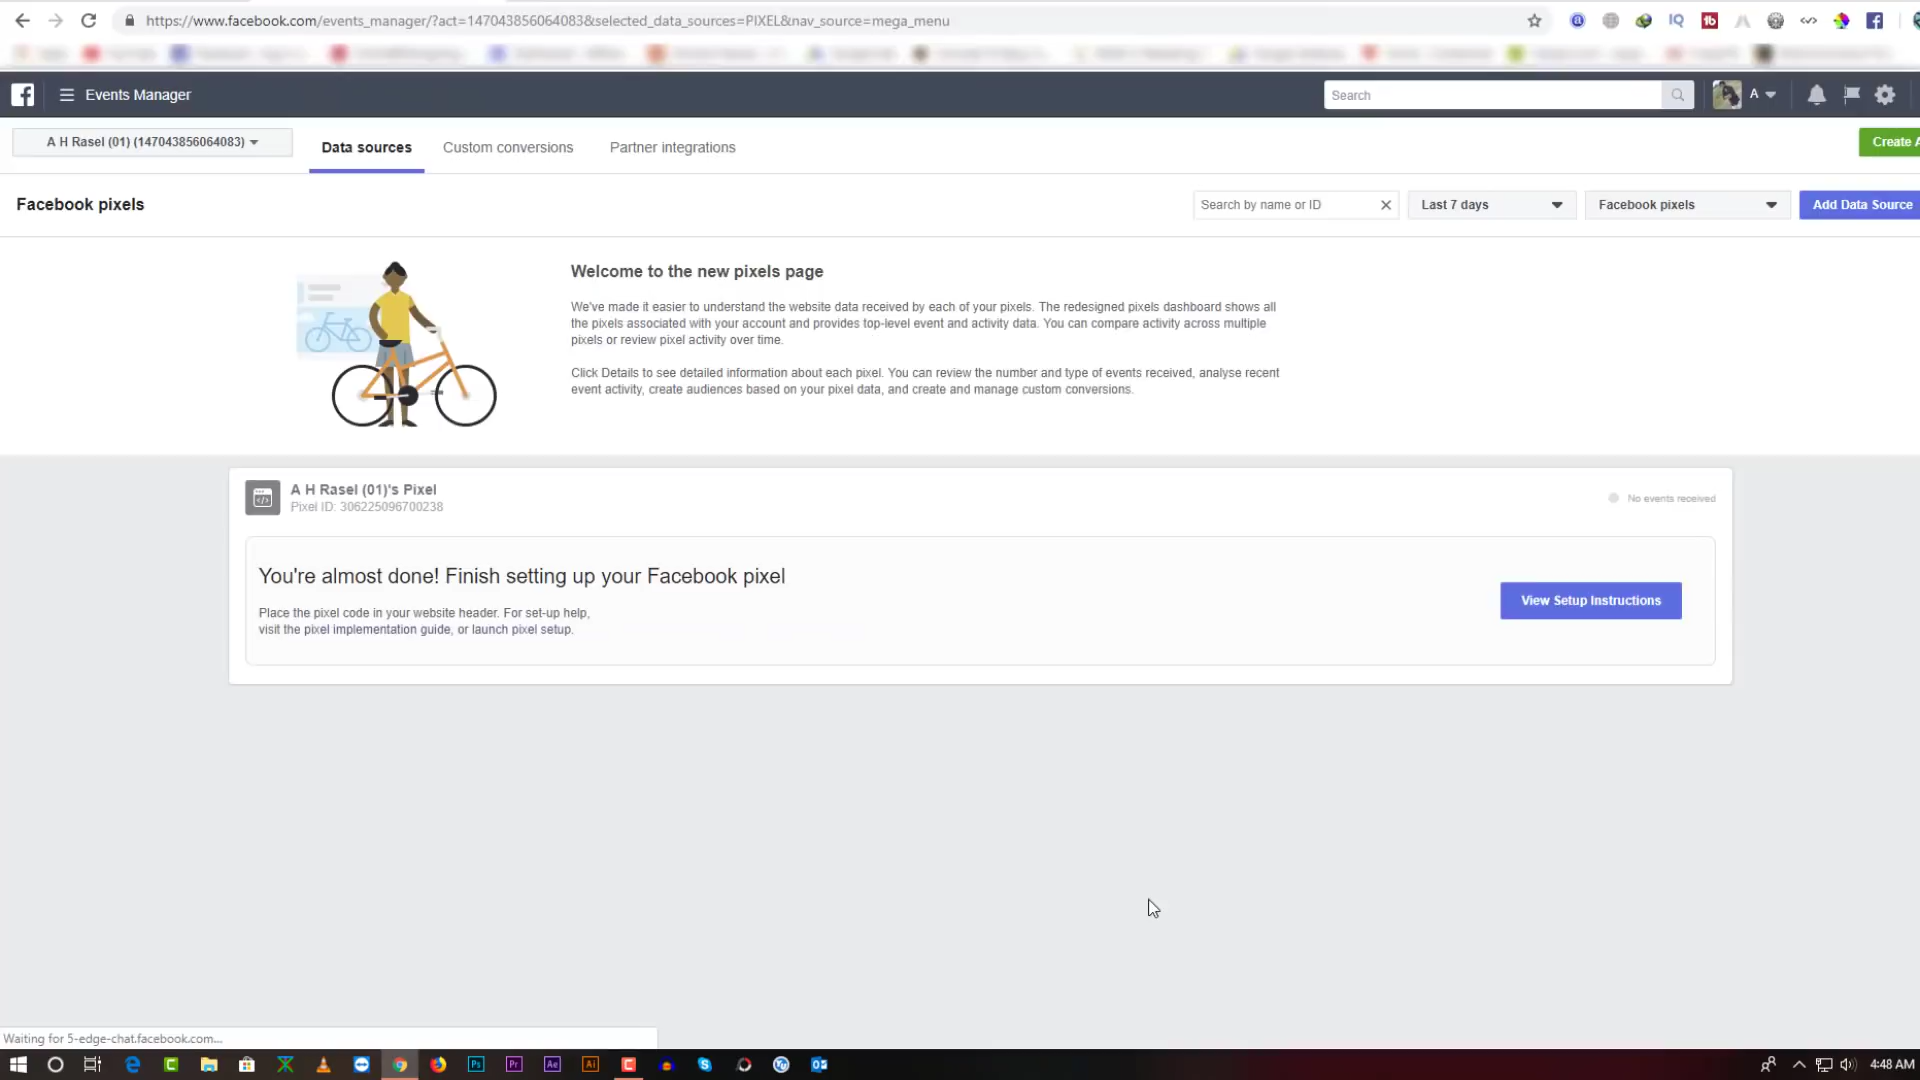 https://www.facebook.com/events_manager/?act=147043856064083&selected_data_sources=PIXEL&nav_source=mega_menu
Events Manager
Search
A
A H Rasel (01) (147043856064083)
Data sources
Custom conversions
Partner integrations
Create A
Facebook pixels
Search by name or ID
Last 7 days
Facebook pixels
Add Data Source
Welcome to the new pixels page
We've made it easier to understand the website data received by each of your pixels. The redesigned pixels dashboard shows all
the pixels associated with your account and provides top-level event and activity data. You can compare activity across multiple
pixels or review pixel activity over time.
Click Details to see detailed information about each pixel. You can review the number and type of events received, analyse recent
event activity, create audiences based on your pixel data, and create and manage custom conversions.
A H Rasel (01)'s Pixel
Pixel ID: 306225096700238
No events received
You're almost done! Finish setting up your Facebook pixel
Place the pixel code in your website header. For set-up help,
visit the pixel implementation guide, or launch pixel setup.
View Setup Instructions
Waiting for 5-edge-chat.facebook.com...
4:48 AM